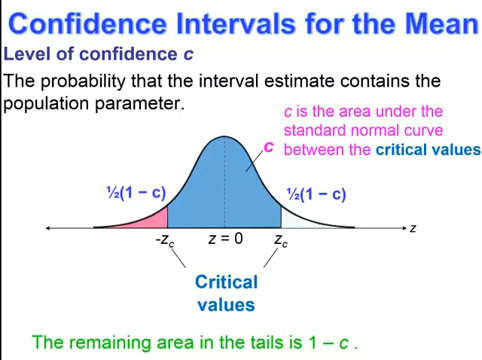 Confidence Intervals for the Mean
Level of confidence c
The probability that the interval estimate contains the
population parameter.
c is the area under the
standard normal curve
between the critical values
c
½(1 − c)
½(1 − c)
-zc
z = 0
zc
z
Critical
values
The remaining area in the tails is 1 – c .